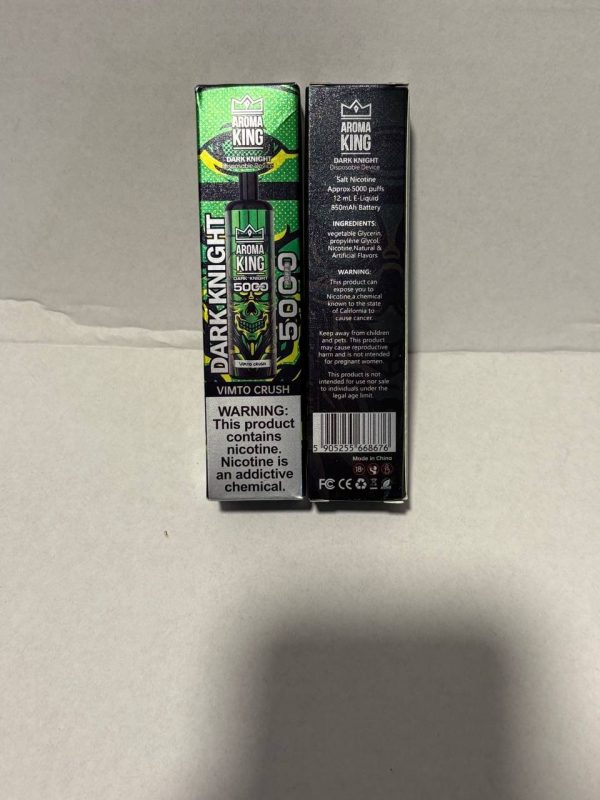 AROMA
KING
DARK KNIGHT
Disposable Device
AROMA
KING
DARK KNIGHT
5000
DARK KNIGHT
5000
VIMTO CRUSH
VIMTO CRUSH
WARNING:
This product
contains
nicotine.
Nicotine is
an addictive
chemical.
AROMA
KING
DARK KNIGHT
Disposable Device
Salt Nicotine
Approx 5000 puffs
12 mL E-Liquid
850mAh Battery
INGREDIENTS:
vegetable Glycerin,
propylene Glycol,
Nicotine,Natural &
Artificial Flavors
WARNING:
This product can
expose you to
Nicotine,a chemical
known to the state
of California to
cause cancer.
Keep away from children
and pets. This product
may cause reproductive
harm and is not intended
for pregnant women.
This product is not
intended for use nor sale
to individuals under the
legal age limit.
5 905255 668676
Made in China
18+
FC CE